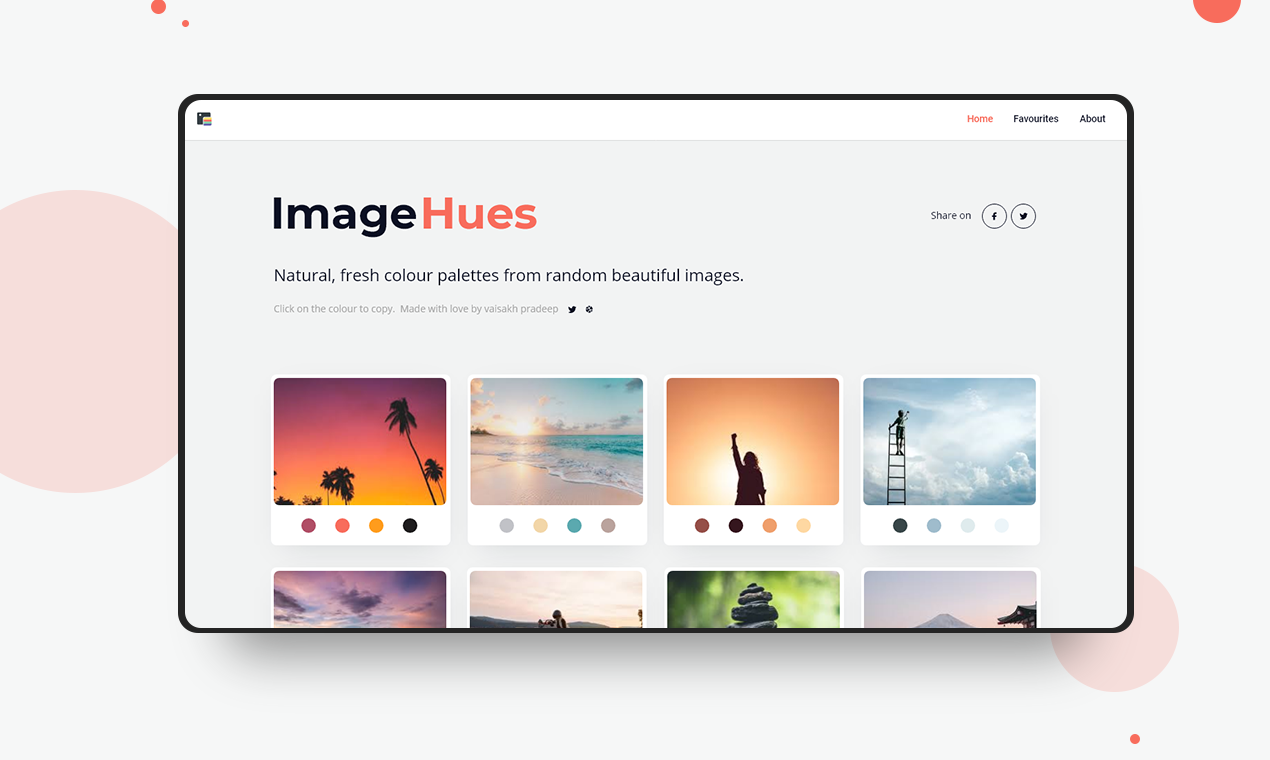 Home Favourites About
ImageHues
Share on
Natural, fresh colour palettes from random beautiful images.
Click on the colour to copy. Made with love by vaisakh pradeep